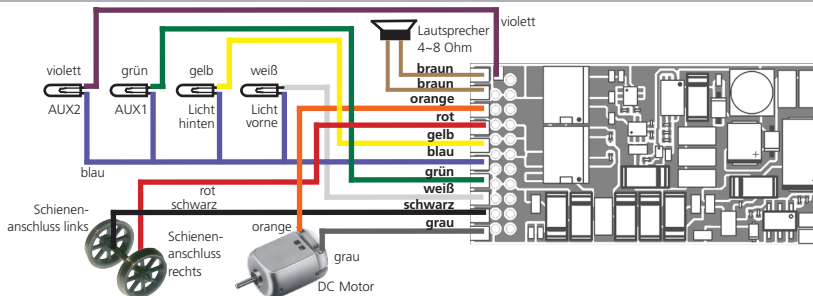 violett
Lautsprecher
4~8 Ohm
violett
grün
gelb
weiß
AUX2
AUX1
Licht
hinten
Licht
vorne
braun
braun
orange
rot
gelb
blau
grün
weiß
schwarz
grau
blau
rot
schwarz
Schienen-
anschluss links
Schienen-
anschluss
rechts
orange
grau
DC Motor